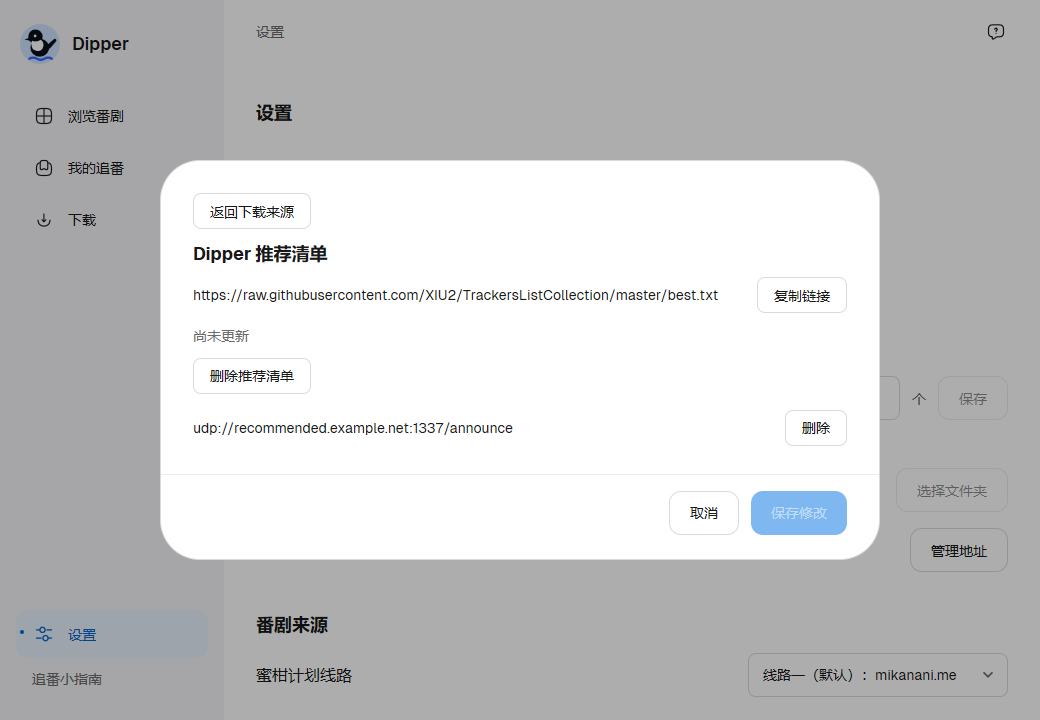 Dipper
设置
浏览番剧
设置
我的追番
下载
返回下载来源
Dipper 推荐清单
https://raw.githubusercontent.com/XIU2/TrackersListCollection/master/best.txt
复制链接
尚未更新
删除推荐清单
个
保存
udp://recommended.example.net:1337/announce
删除
选择文件夹
取消
保存修改
管理地址
番剧来源
设置
蜜柑计划线路
线路一（默认）：mikanani.me
追番小指南